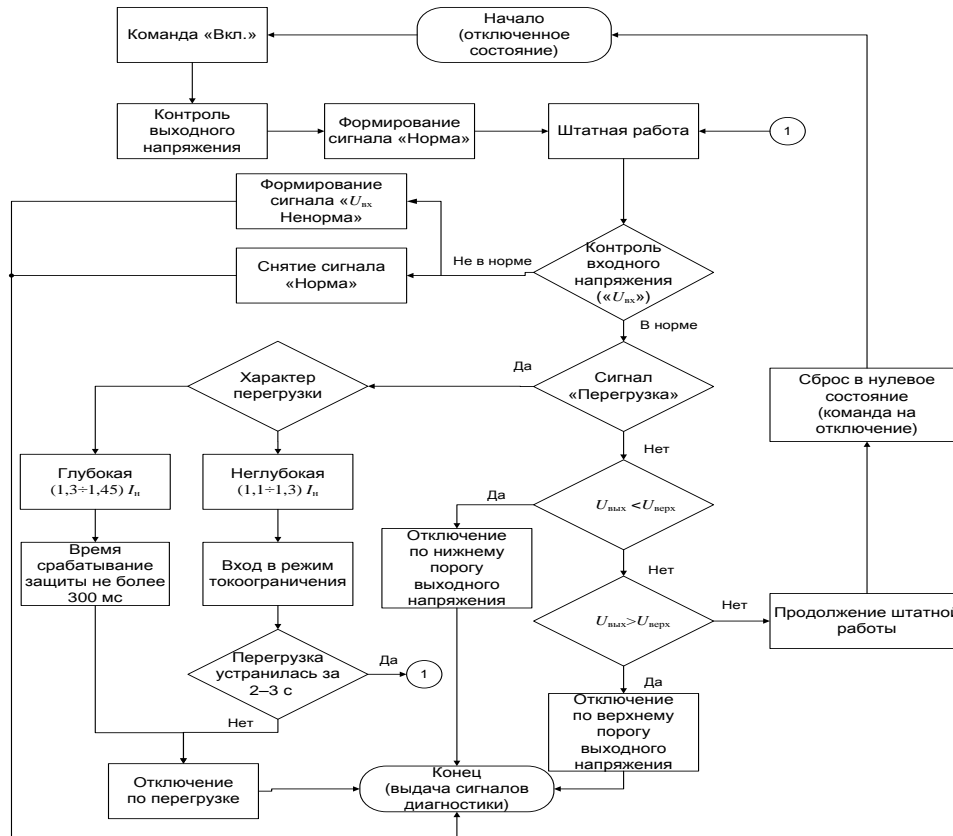 Команда «Вкл.»
Начало
(отключенное
состояние)
Контроль
выходного
напряжения
Формирование
сигнала «Норма»
Штатная работа
1
Формирование
сигнала «Uвх
Ненорма»
Снятие сигнала
«Норма»
Не в норме
Контроль
входного
напряжения
(«Uвх»)
В норме
Характер
перегрузки
Да
Сигнал
«Перегрузка»
Сброс в нулевое
состояние
(команда на
отключение)
Нет
Глубокая
(1,3÷1,45) Iн
Неглубокая
(1,1÷1,3) Iн
Да
Uвых <Uверх
Время
срабатывание
защиты не более
300 мс
Вход в режим
токоограничения
Отключение
по нижнему
порогу
выходного
напряжения
Нет
Uвых>Uверх
Нет
Продолжение штатной
работы
Перегрузка
устранилась за
2–3 с
Да
1
Нет
Да
Отключение
по верхнему
порогу
выходного
напряжения
Отключение
по перегрузке
Конец
(выдача сигналов
диагностики)